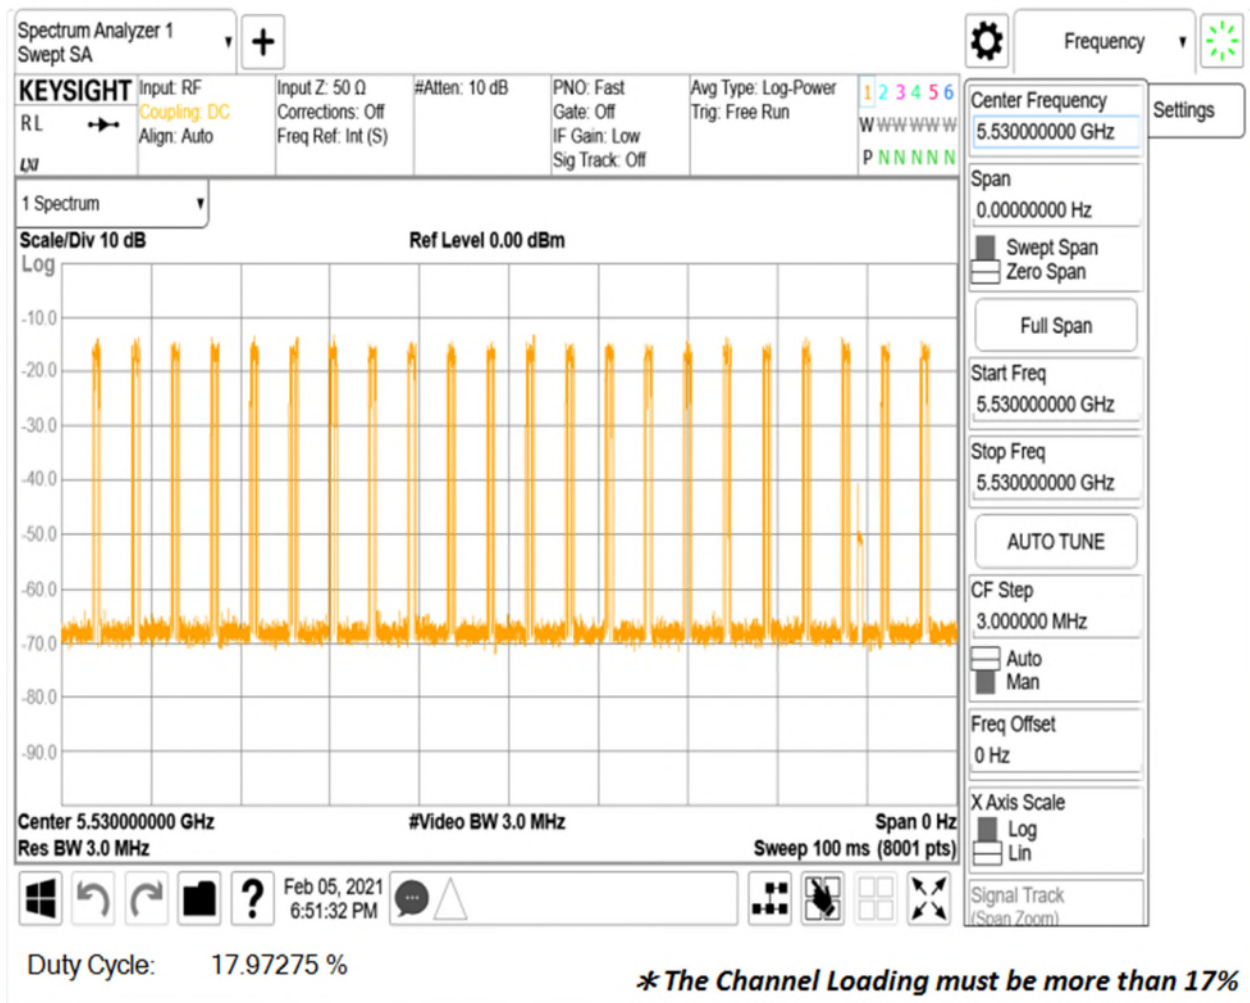 Spectrum Analyzer 1
Swept SA
Frequency
KEYSIGHT
R L
LXI
Input: RF
Coupling: DC
Align: Auto
Input Z: 50 Ω
Corrections: Off
Freq Ref: Int (S)
#Atten: 10 dB
PNO: Fast
Gate: Off
IF Gain: Low
Sig Track: Off
Avg Type: Log-Power
Trig: Free Run
1 2 3 4 5 6
W W W W W W
P N N N N N
Center Frequency
5.530000000 GHz
Settings
Span
0.00000000 Hz
Swept Span
Zero Span
Full Span
Start Freq
5.530000000 GHz
Stop Freq
5.530000000 GHz
AUTO TUNE
CF Step
3.000000 MHz
Auto
Man
Freq Offset
0 Hz
X Axis Scale
Log
Lin
Signal Track
(Span Zoom)
1 Spectrum
Scale/Div 10 dB
Ref Level 0.00 dBm
Log
-10.0
-20.0
-30.0
-40.0
-50.0
-60.0
-70.0
-80.0
-90.0
Center 5.530000000 GHz
#Video BW 3.0 MHz
Span 0 Hz
Res BW 3.0 MHz
Sweep 100 ms (8001 pts)
?
Feb 05, 2021
6:51:32 PM
Duty Cycle: 17.97275 %
* The Channel Loading must be more than 17%